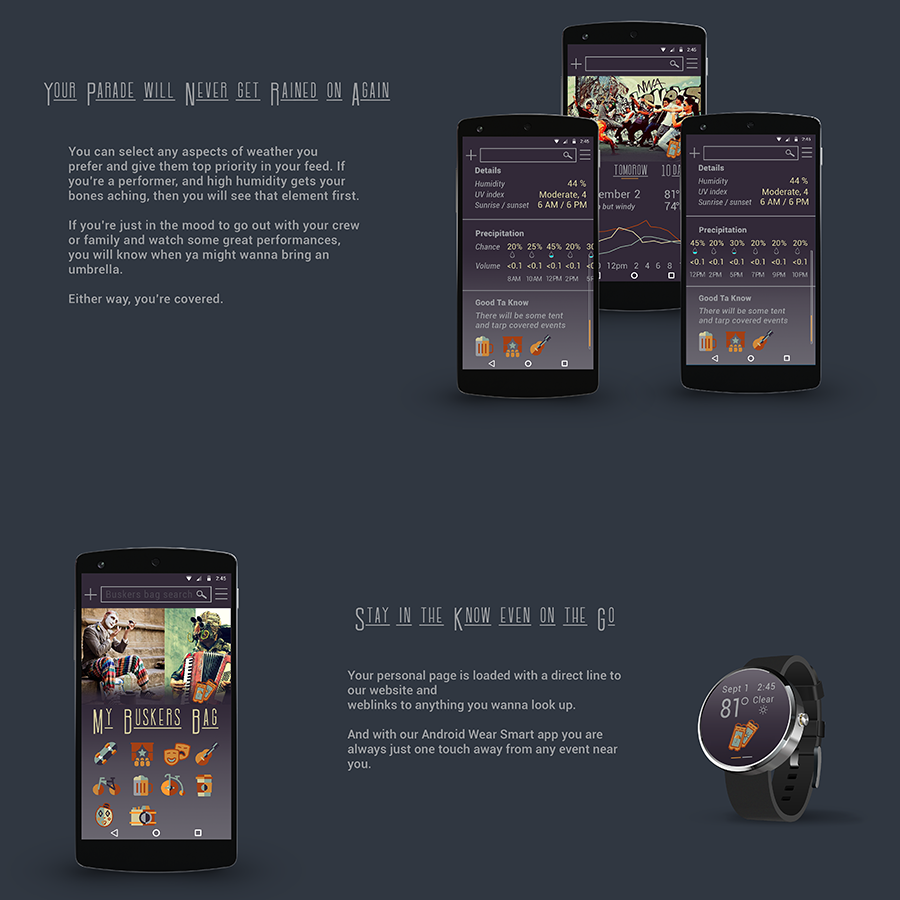 Your Parade will Never get Rained on Again
You can select any aspects of weather you
prefer and give them top priority in your feed. If
you're a performer, and high humidity gets your
bones aching, then you will see that element first.
If you're just in the mood to go out with your crew
or family and watch some great performances,
you will know when ya might wanna bring an
umbrella.
Either way, you're covered.
2:45
NWA
TOMORROW 10 DA
ember 2 81°
but windy 74°
12pm 2 4 6 8
2:45
Details
Humidity 44 %
UV index Moderate, 4
Sunrise / sunset 6 AM / 6 PM
Precipitation
Chance 20% 25% 45% 20% 30%
Volume <0.1 <0.1 <0.1 <0.1 <0.1
8AM 10AM 12PM 2PM 5P
Good Ta Know
There will be some tent
and tarp covered events
2:45
Details
Humidity 44 %
UV index Moderate, 4
Sunrise / sunset 6 AM / 6 PM
Precipitation
45% 20% 30% 20% 20% 20%
<0.1 <0.1 <0.1 <0.1 <0.1 <0.1
12PM 2PM 5PM 7PM 9PM 10PM
Good Ta Know
There will be some tent
and tarp covered events
2:45
Buskers bag search
My Buskers Bag
Stay in the Know even on the Go
Your personal page is loaded with a direct line to
our website and
weblinks to anything you wanna look up.
And with our Android Wear Smart app you are
always just one touch away from any event near
you.
Sept 1 2:45
81° Clear